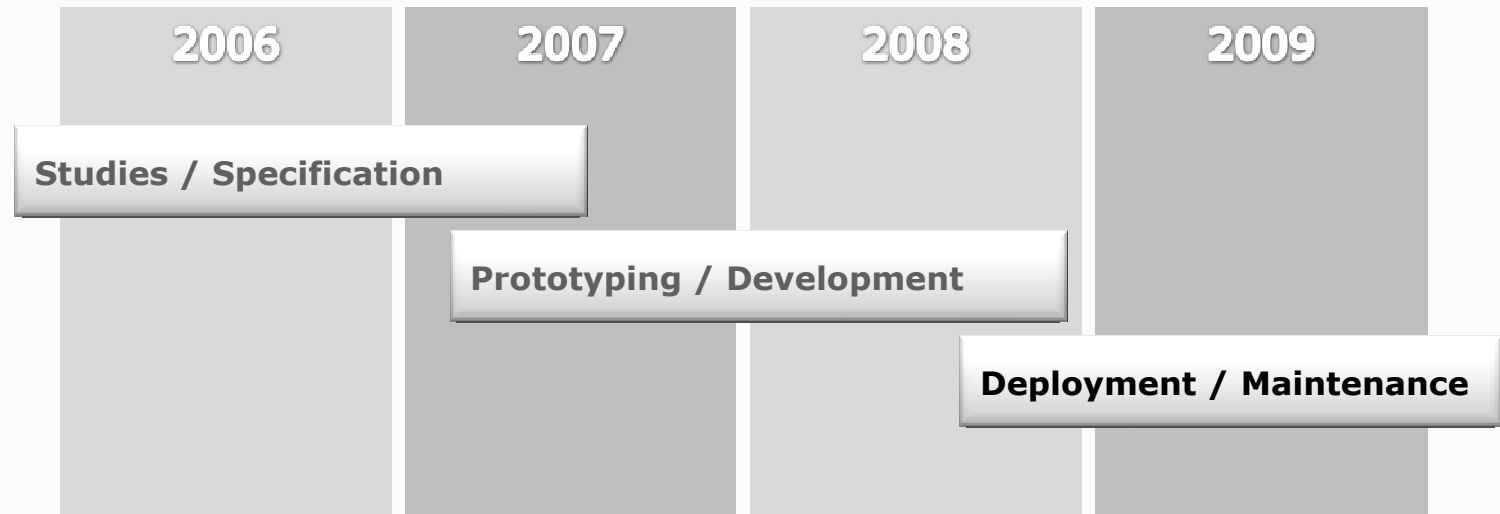 2006
2007
2008
2009
Studies / Specification
Prototyping / Development
Deployment / Maintenance